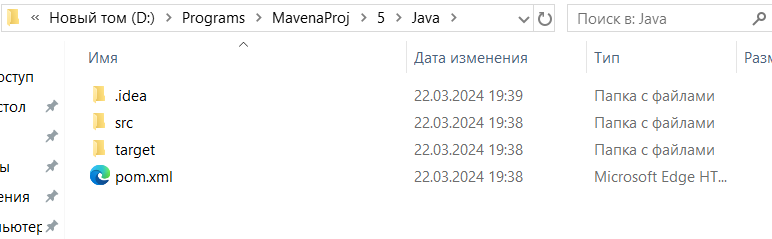 « Новый том (D:) > Programs > MavenaProj > 5 > Java >
Поиск в: Java
Имя Дата изменения Тип Разм
оступ
стол
ы
ения
пьютер
.idea 22.03.2024 19:39 Папка с файлами
src 22.03.2024 19:38 Папка с файлами
target 22.03.2024 19:38 Папка с файлами
pom.xml 22.03.2024 19:38 Microsoft Edge HT...